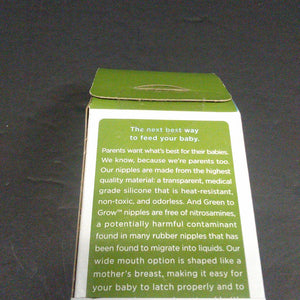 The next best way
to feed your baby.
Parents want what's best for their babies.
We know, because we're parents too.
Our nipples are made from the highest
quality material: a transparent, medical
grade silicone that is heat-resistant,
non-toxic, and odorless. And Green to
Grow™ nipples are free of nitrosamines,
a potentially harmful contaminant
found in many rubber nipples that has
been found to migrate into liquids. Our
wide mouth option is shaped like a
mother's breast, making it easy for
your baby to latch properly and to